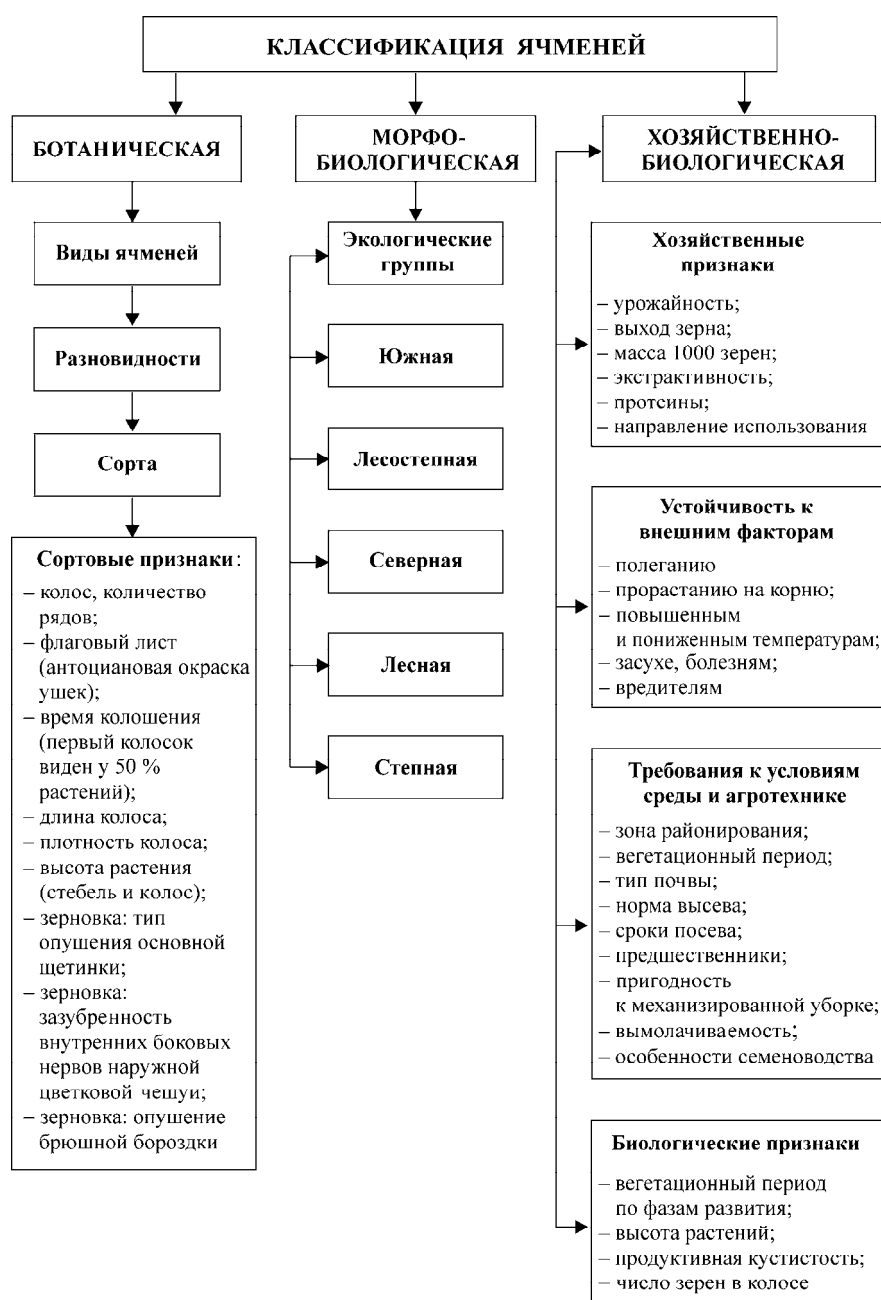 КЛАССИФИКАЦИЯ ЯЧМЕНЕЙ
БОТАНИЧЕСКАЯ
Виды ячменей
Разновидности
Сорта
Сортовые признаки:
– колос, количество
рядов;
– флаговый лист
(антоциановая окраска
ушек);
– время колошения
(первый колосок
виден у 50 %
растений);
– длина колоса;
– плотность колоса;
– высота растения
(стебель и колос);
– зерновка: тип
опушения основной
щетинки;
– зерновка:
зазубренность
внутренних боковых
нервов наружной
цветковой чешуи;
– зерновка: опушение
брюшной бороздки
МОРФО-
БИОЛОГИЧЕСКАЯ
Экологические
группы
Южная
Лесостепная
Северная
Лесная
Степная
ХОЗЯЙСТВЕННО-
БИОЛОГИЧЕСКАЯ
Хозяйственные
признаки
– урожайность;
– выход зерна;
– масса 1000 зерен;
– экстрактивность;
– протеины;
– направление использования
Устойчивость к
внешним факторам
– полеганию
– прорастанию на корню;
– повышенным
и пониженным температурам;
– засухе, болезням;
– вредителям
Требования к условиям
среды и агротехнике
– зона районирования;
– вегетационный период;
– тип почвы;
– норма высева;
– сроки посева;
– предшественники;
– пригодность
к механизированной уборке;
– вымолачиваемость;
– особенности семеноводства
Биологические признаки
– вегетационный период
по фазам развития;
– высота растений;
– продуктивная кустистость;
– число зерен в колосе